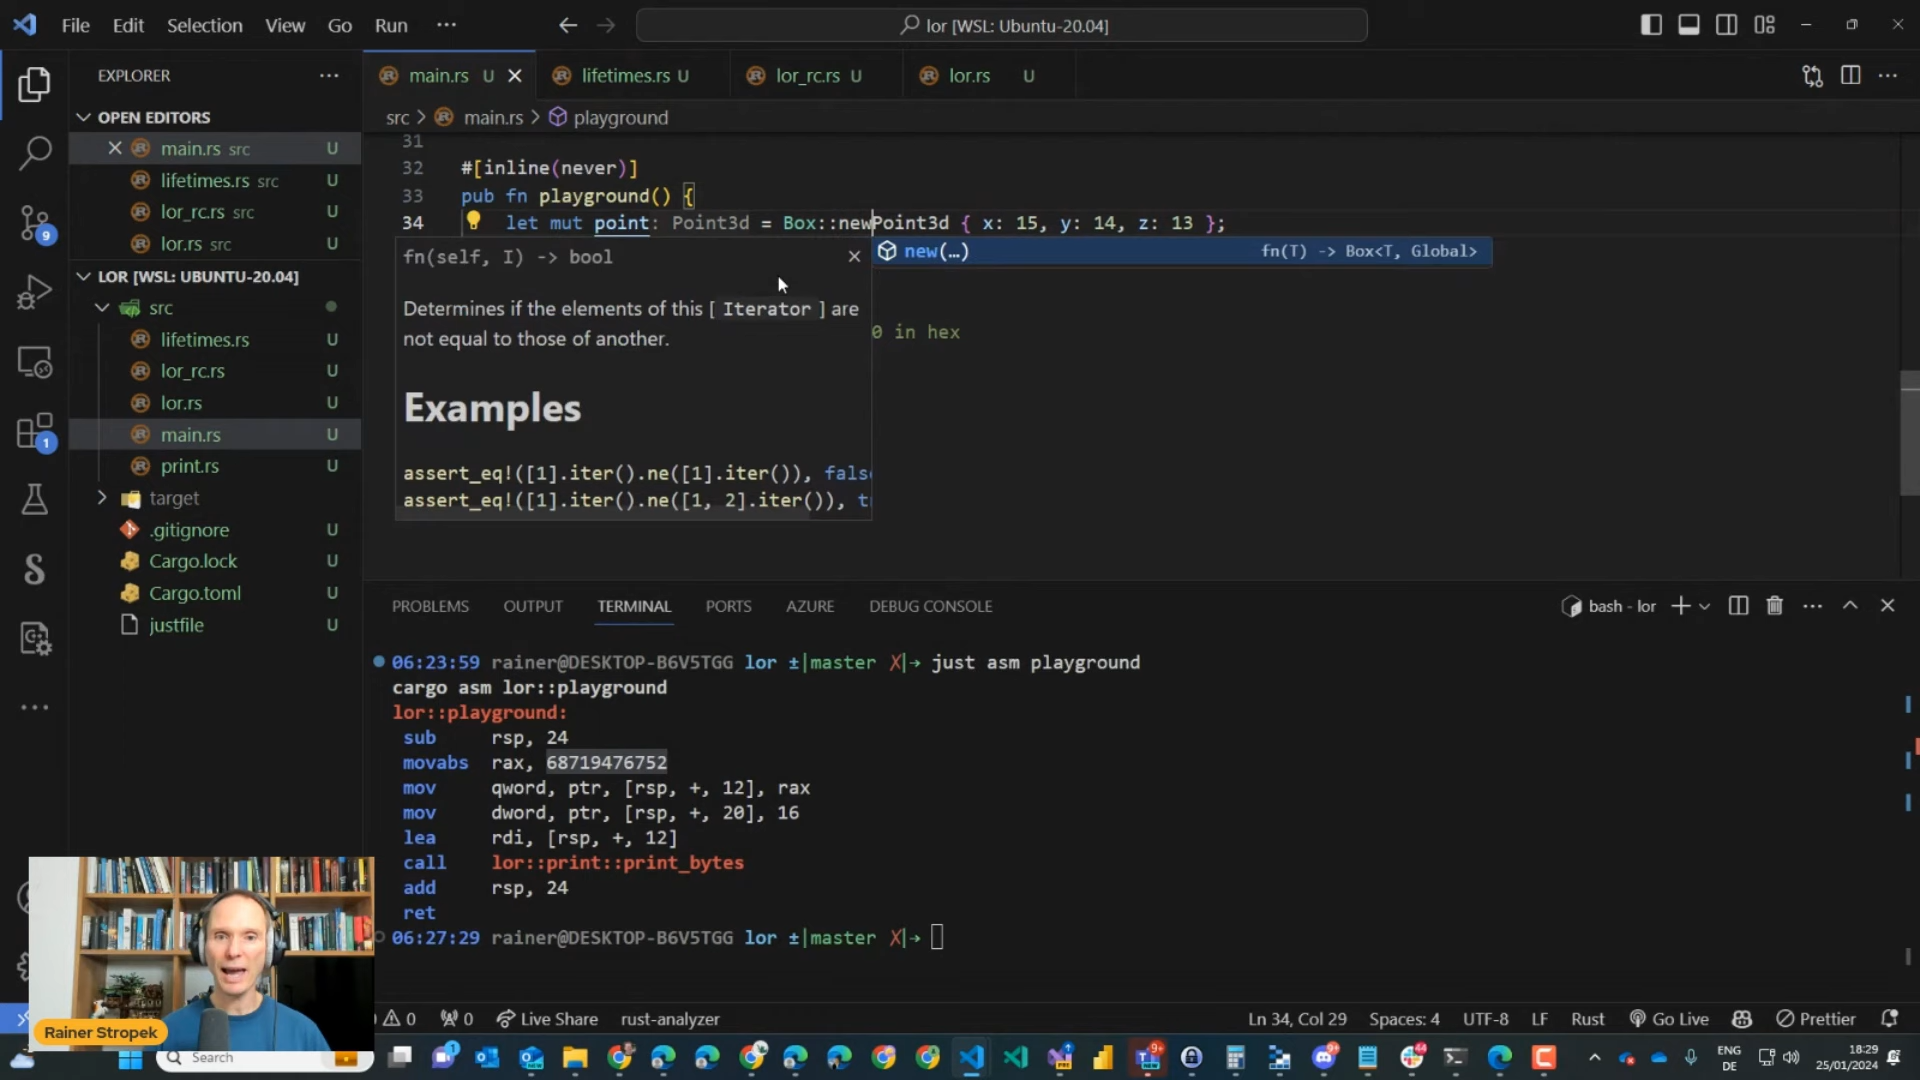 File Edit Selection View Go Run ··· lor [WSL: Ubuntu-20.04]
EXPLORER
main.rs U
lifetimes.rs U
lor_rc.rs U
lor.rs U
OPEN EDITORS
src > main.rs > playground
main.rs src U
lifetimes.rs src U
lor_rc.rs src U
lor.rs src U
LOR [WSL: UBUNTU-20.04]
src
lifetimes.rs U
lor_rc.rs U
lor.rs U
main.rs U
print.rs U
target
.gitignore U
Cargo.lock U
Cargo.toml U
justfile U
9
1
31
32 #[inline(never)]
33 pub fn playground() {
34 let mut point: Point3d = Box::newPoint3d { x: 15, y: 14, z: 13 };
fn(self, I) -> bool
new(…) fn(T) -> Box<T, Global>
Determines if the elements of this [ Iterator ] are
not equal to those of another.
0 in hex
Examples
assert_eq!([1].iter().ne([1].iter()), false
assert_eq!([1].iter().ne([1, 2].iter()), t
PROBLEMS OUTPUT TERMINAL PORTS AZURE DEBUG CONSOLE
bash - lor
06:23:59 rainer@DESKTOP-B6V5TGG lor ±|master ✗|→ just asm playground
cargo asm lor::playground
lor::playground:
sub rsp, 24
movabs rax, 68719476752
mov qword, ptr, [rsp, +, 12], rax
mov dword, ptr, [rsp, +, 20], 16
lea rdi, [rsp, +, 12]
call lor::print::print_bytes
add rsp, 24
ret
06:27:29 rainer@DESKTOP-B6V5TGG lor ±|master ✗|→
Rainer Stropek
0 0 Live Share rust-analyzer
Ln 34, Col 29 Spaces: 4 UTF-8 LF Rust Go Live Prettier
Search
ENG
DE
18:29
25/01/2024